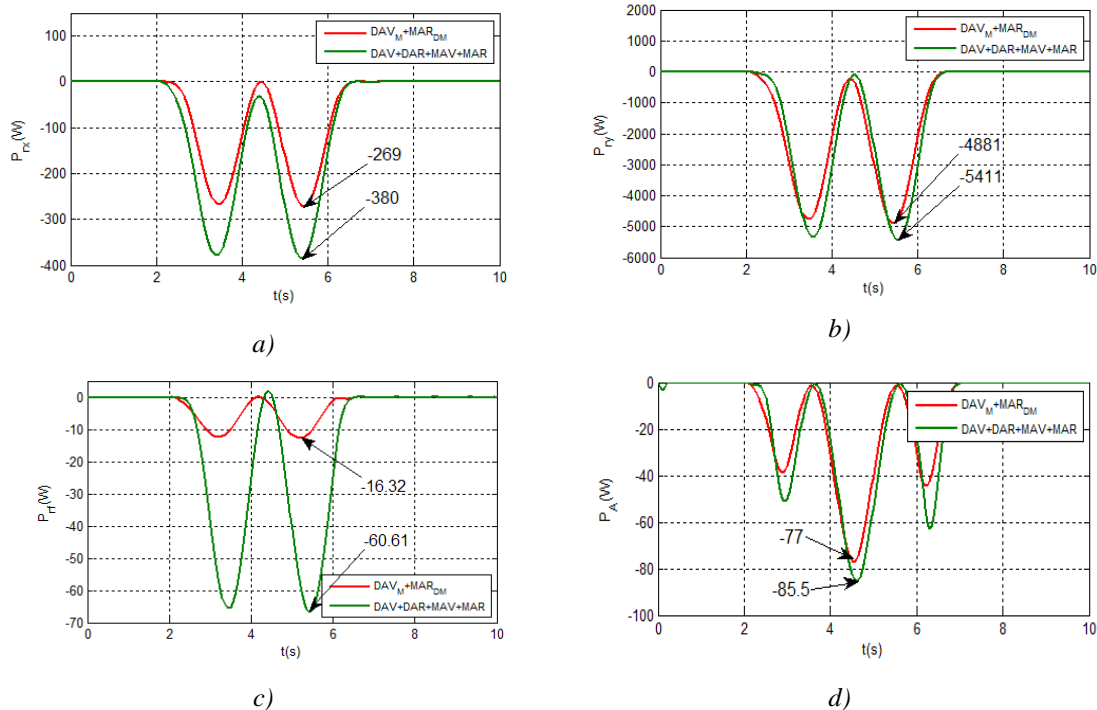 100
0
-100
-200
-300
-400
0 2 4 6 8 10
P_rx(W)
t(s)
DAV_M+MAR_DM
DAV+DAR+MAV+MAR
-269
-380
a)
2000
1000
0
-1000
-2000
-3000
-4000
-5000
-6000
0 2 4 6 8 10
P_ry(W)
t(s)
DAV_M+MAR_DM
DAV+DAR+MAV+MAR
-4881
-5411
b)
0
-10
-20
-30
-40
-50
-60
-70
0 2 4 6 8 10
P_rf(W)
t(s)
-16.32
-60.61
DAV_M+MAR_DM
DAV+DAR+MAV+MAR
c)
0
-20
-40
-60
-80
-100
0 2 4 6 8 10
P_A(W)
t(s)
DAV_M+MAR_DM
DAV+DAR+MAV+MAR
-77
-85.5
d)